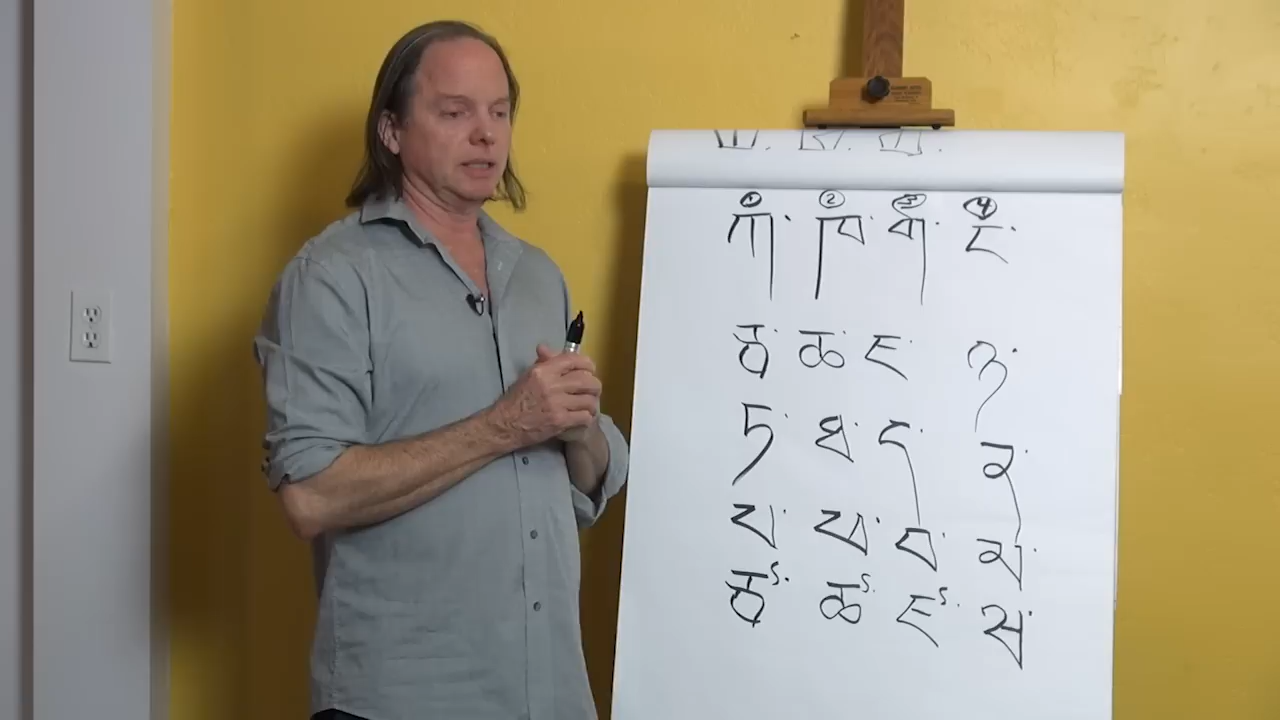 ① ② ③ ④
ཀ་ ཁ་ ག་ ང་
ཅ་ ཆ་ ཇ་ ཉ་
ཏ་ ཐ་ ད་ ན་
པ་ ཕ་ བ་ མ་
ཙ་ ཚ་ ཛ་ ཝ་